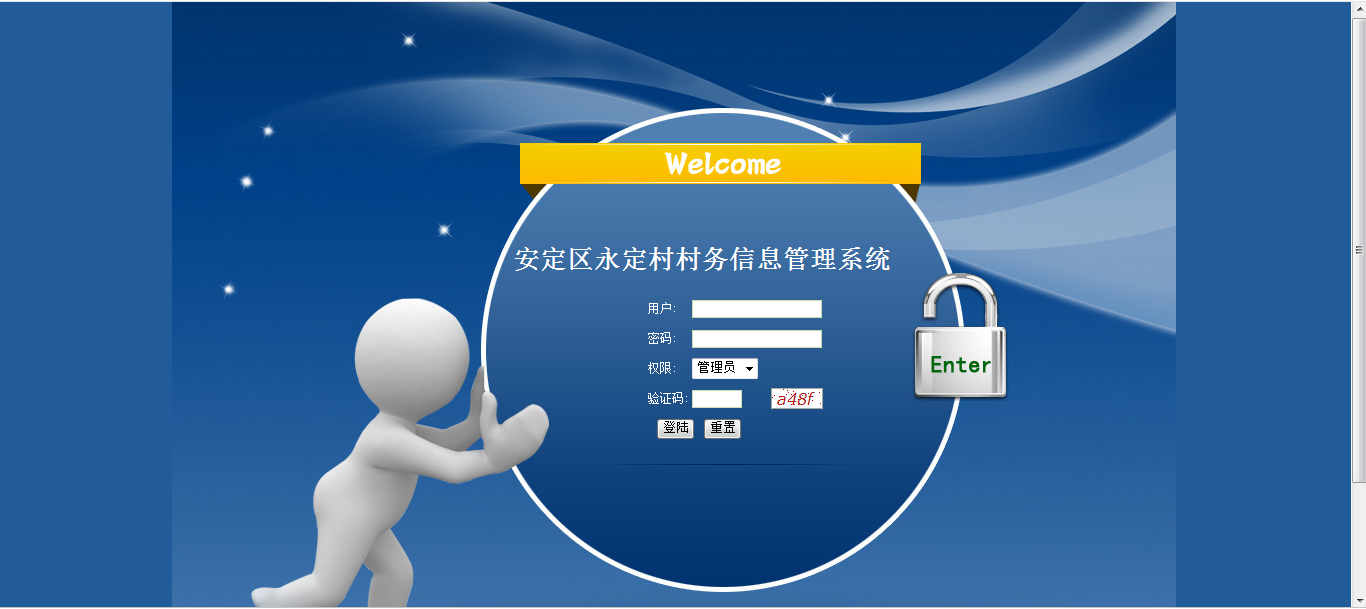 Welcome
安定区永定村村务信息管理系统
用户:
密码:
Enter
权限: 管理员
验证码: a48f
登陆 重置